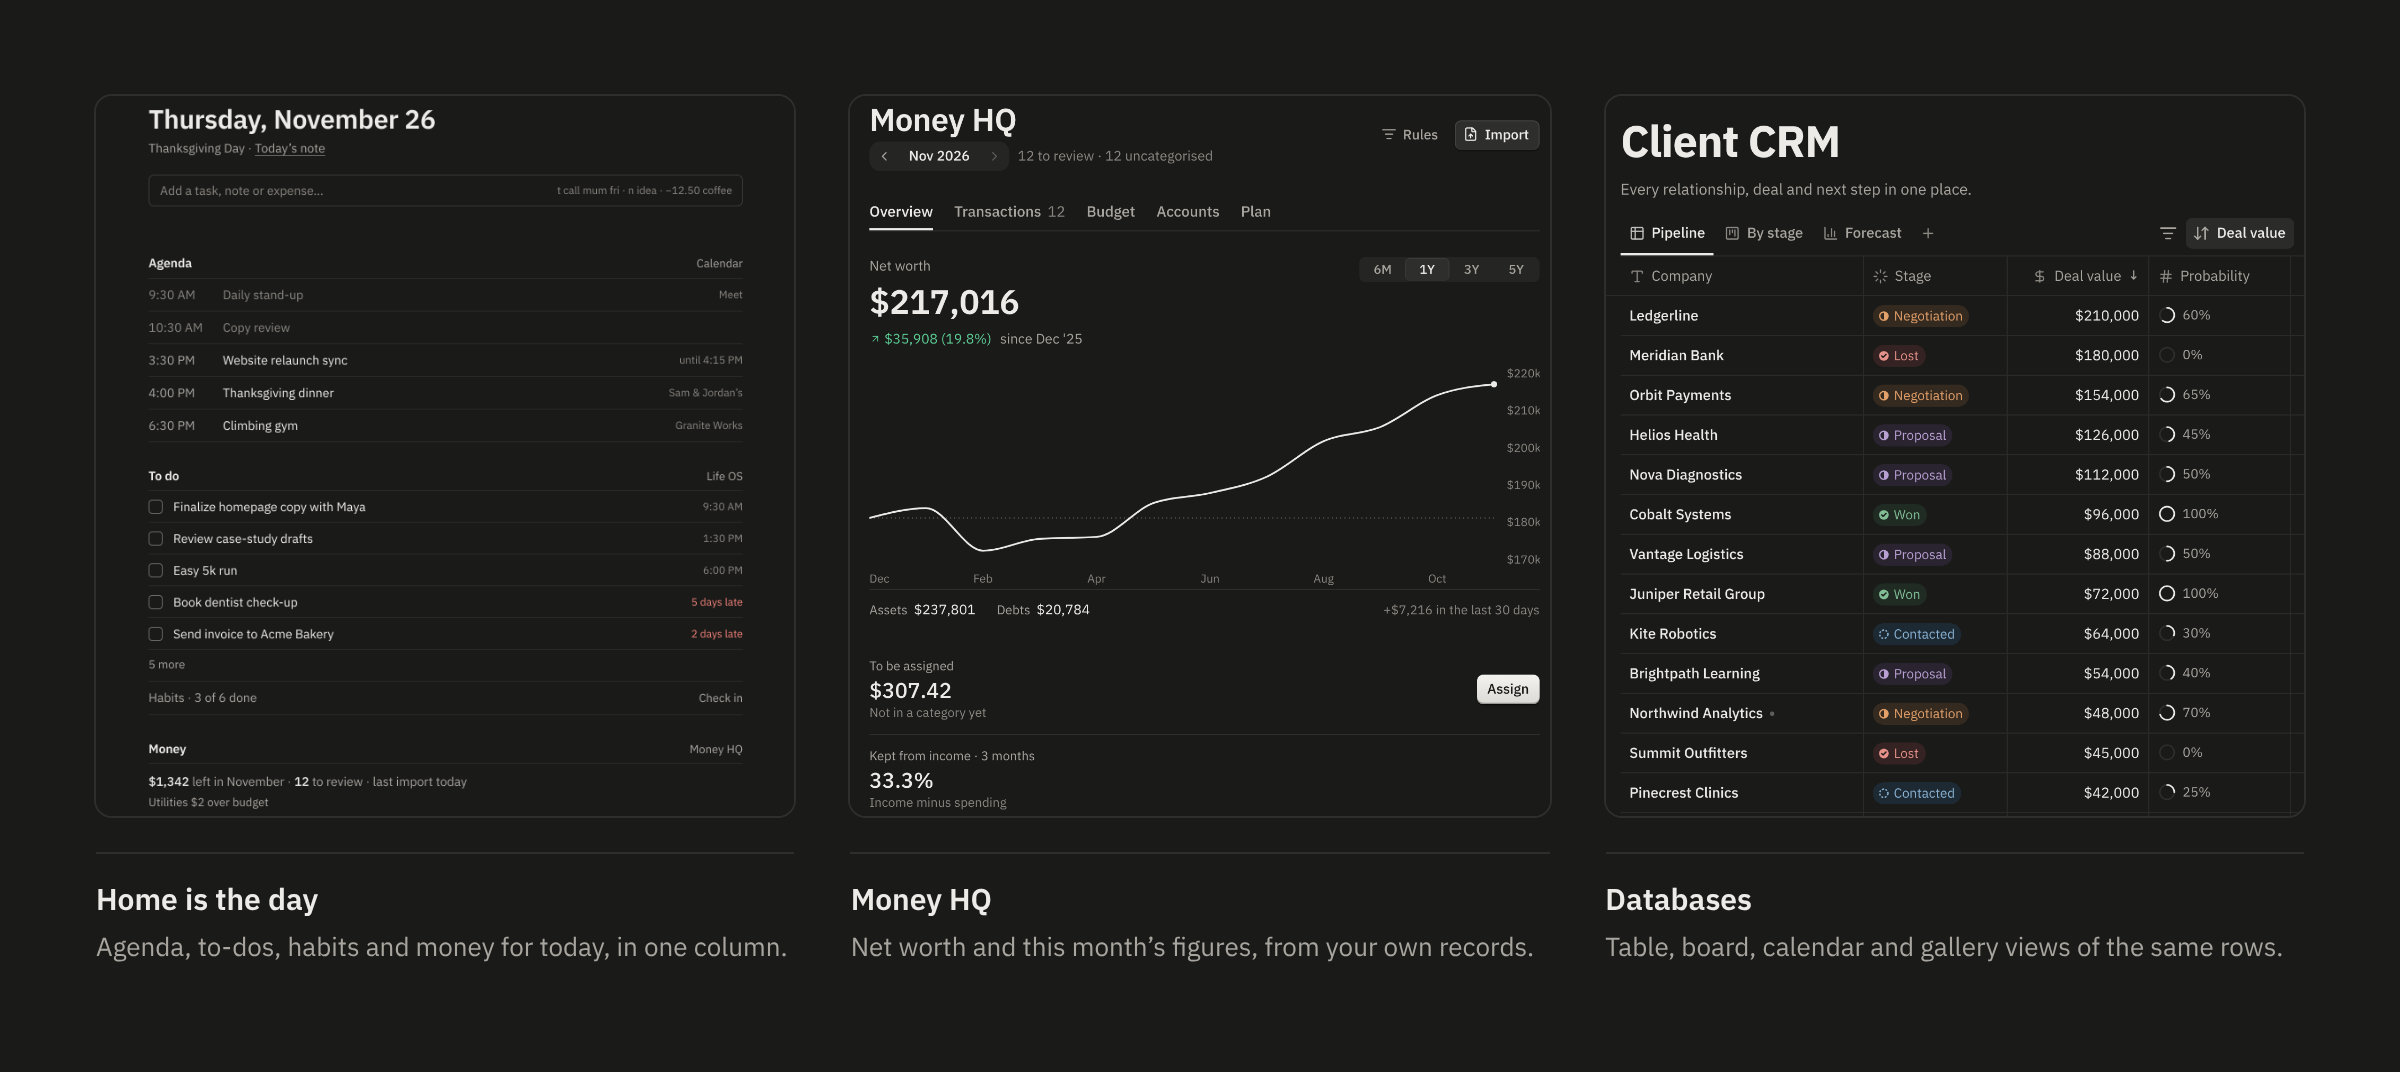 Thursday, November 26
Thanksgiving Day · Today’s note
Add a task, note or expense... t call mum fri · n idea · −12.50 coffee
Agenda Calendar
9:30 AM Daily stand-up Meet
10:30 AM Copy review
3:30 PM Website relaunch sync until 4:15 PM
4:00 PM Thanksgiving dinner Sam & Jordan’s
6:30 PM Climbing gym Granite Works
To do Life OS
Finalize homepage copy with Maya 9:30 AM
Review case-study drafts 1:30 PM
Easy 5k run 6:00 PM
Book dentist check-up 5 days late
Send invoice to Acme Bakery 2 days late
5 more
Habits · 3 of 6 done Check in
Money Money HQ
$1,342 left in November · 12 to review · last import today
Utilities $2 over budget
Home is the day
Agenda, to-dos, habits and money for today, in one column.
Money HQ
Rules Import
Nov 2026 12 to review · 12 uncategorised
Overview Transactions 12 Budget Accounts Plan
Net worth 6M 1Y 3Y 5Y
$217,016
$35,908 (19.8%) since Dec '25
$220k
$210k
$200k
$190k
$180k
$170k
Dec Feb Apr Jun Aug Oct
Assets $237,801 Debts $20,784 +$7,216 in the last 30 days
To be assigned
$307.42 Assign
Not in a category yet
Kept from income · 3 months
33.3%
Income minus spending
Money HQ
Net worth and this month’s figures, from your own records.
Client CRM
Every relationship, deal and next step in one place.
Pipeline By stage Forecast + Deal value
Company Stage $ Deal value ↓ # Probability
Ledgerline Negotiation $210,000 60%
Meridian Bank Lost $180,000 0%
Orbit Payments Negotiation $154,000 65%
Helios Health Proposal $126,000 45%
Nova Diagnostics Proposal $112,000 50%
Cobalt Systems Won $96,000 100%
Vantage Logistics Proposal $88,000 50%
Juniper Retail Group Won $72,000 100%
Kite Robotics Contacted $64,000 30%
Brightpath Learning Proposal $54,000 40%
Northwind Analytics Negotiation $48,000 70%
Summit Outfitters Lost $45,000 0%
Pinecrest Clinics Contacted $42,000 25%
Databases
Table, board, calendar and gallery views of the same rows.